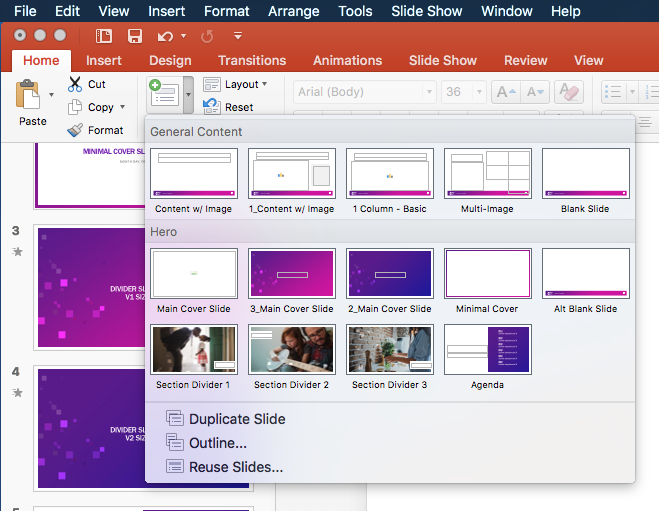 File Edit View Insert Format Arrange Tools Slide Show Window Help
Home Insert Design Transitions Animations Slide Show Review View
Paste
Cut
Copy
Format
Layout
Reset
Arial (Body) 36 A A
General Content
Content w/ Image 1_Content w/ Image 1 Column - Basic Multi-Image Blank Slide
Hero
Main Cover Slide 3_Main Cover Slide 2_Main Cover Slide Minimal Cover Alt Blank Slide
Section Divider 1 Section Divider 2 Section Divider 3 Agenda
Duplicate Slide
Outline...
Reuse Slides...
MINIMAL COVER SL
3
DIVIDER SL
V1 SIZ
4
DIVIDER SL
V2 SIZ
5